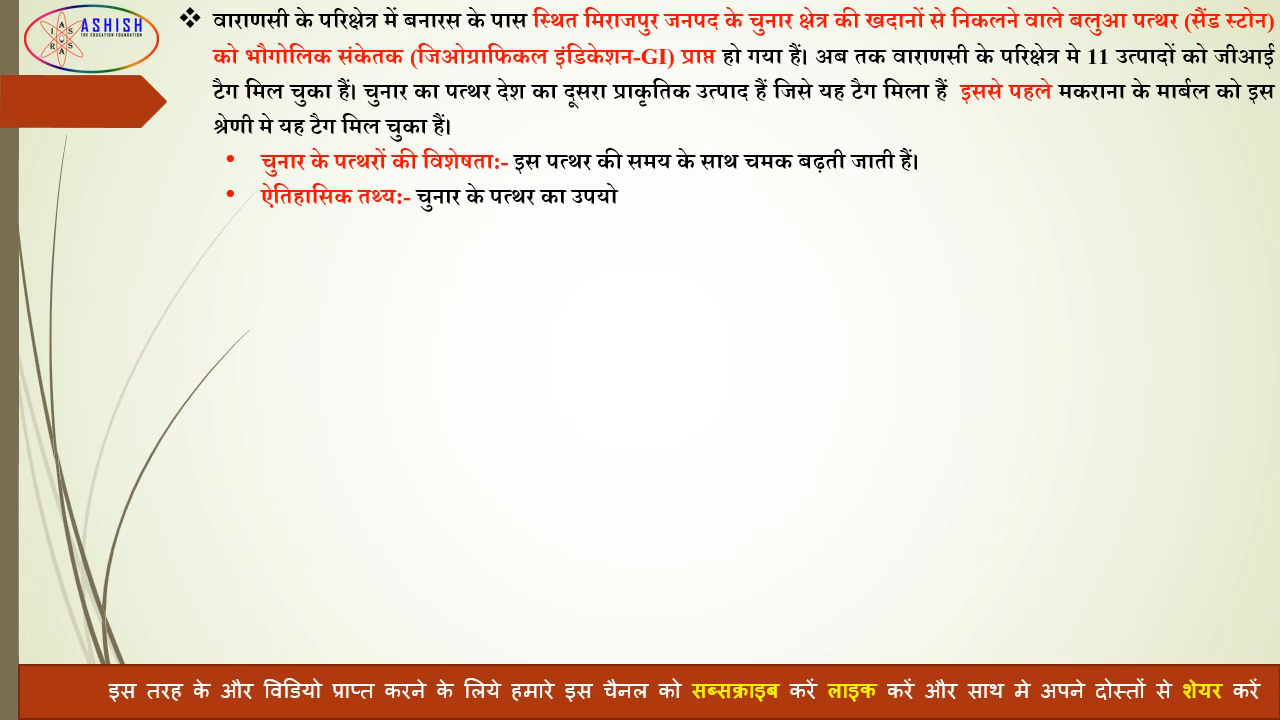 ASHISH
THE EDUCATION FOUNDATION
I A S
R A S
❖ वाराणसी के परिक्षेत्र में बनारस के पास स्थित मिराजपुर जनपद के चुनार क्षेत्र की खदानों से निकलने वाले बलुआ पत्थर (सैंड स्टोन)
को भौगोलिक संकेतक (जिओग्राफिकल इंडिकेशन-GI) प्राप्त हो गया हैं। अब तक वाराणसी के परिक्षेत्र मे 11 उत्पादों को जीआई
टैग मिल चुका हैं। चुनार का पत्थर देश का दूसरा प्राकृतिक उत्पाद हैं जिसे यह टैग मिला हैं इससे पहले मकराना के मार्बल को इस
श्रेणी मे यह टैग मिल चुका हैं।
• चुनार के पत्थरों की विशेषता:- इस पत्थर की समय के साथ चमक बढ़ती जाती हैं।
• ऐतिहासिक तथ्य:- चुनार के पत्थर का उपयो
इस तरह के और विडियो प्राप्त करने के लिये हमारे इस चैनल को सब्सक्राइब करें लाइक करें और साथ मे अपने दोस्तों से शेयर करें